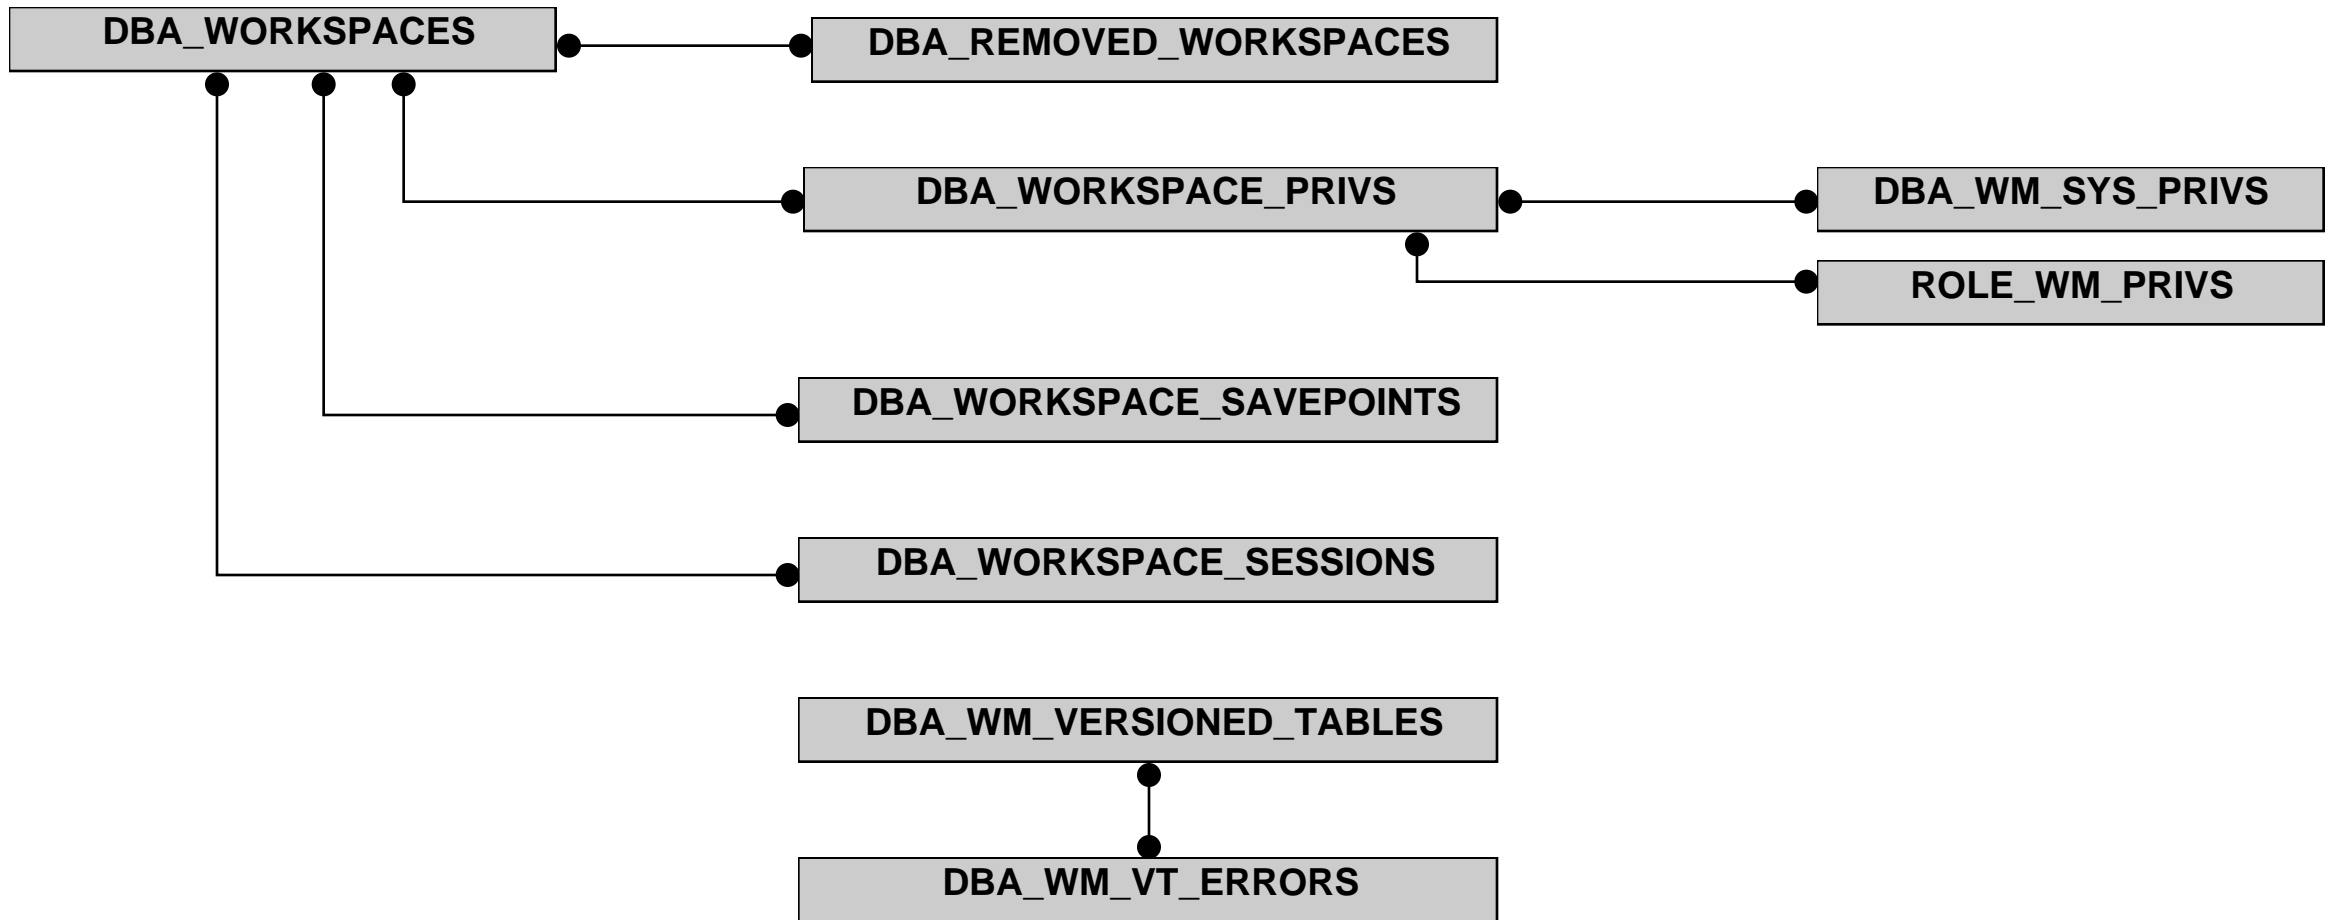 DBA_WORKSPACES
DBA_REMOVED_WORKSPACES
DBA_WORKSPACE_PRIVS
DBA_WM_SYS_PRIVS
ROLE_WM_PRIVS
DBA_WORKSPACE_SAVEPOINTS
DBA_WORKSPACE_SESSIONS
DBA_WM_VERSIONED_TABLES
DBA_WM_VT_ERRORS